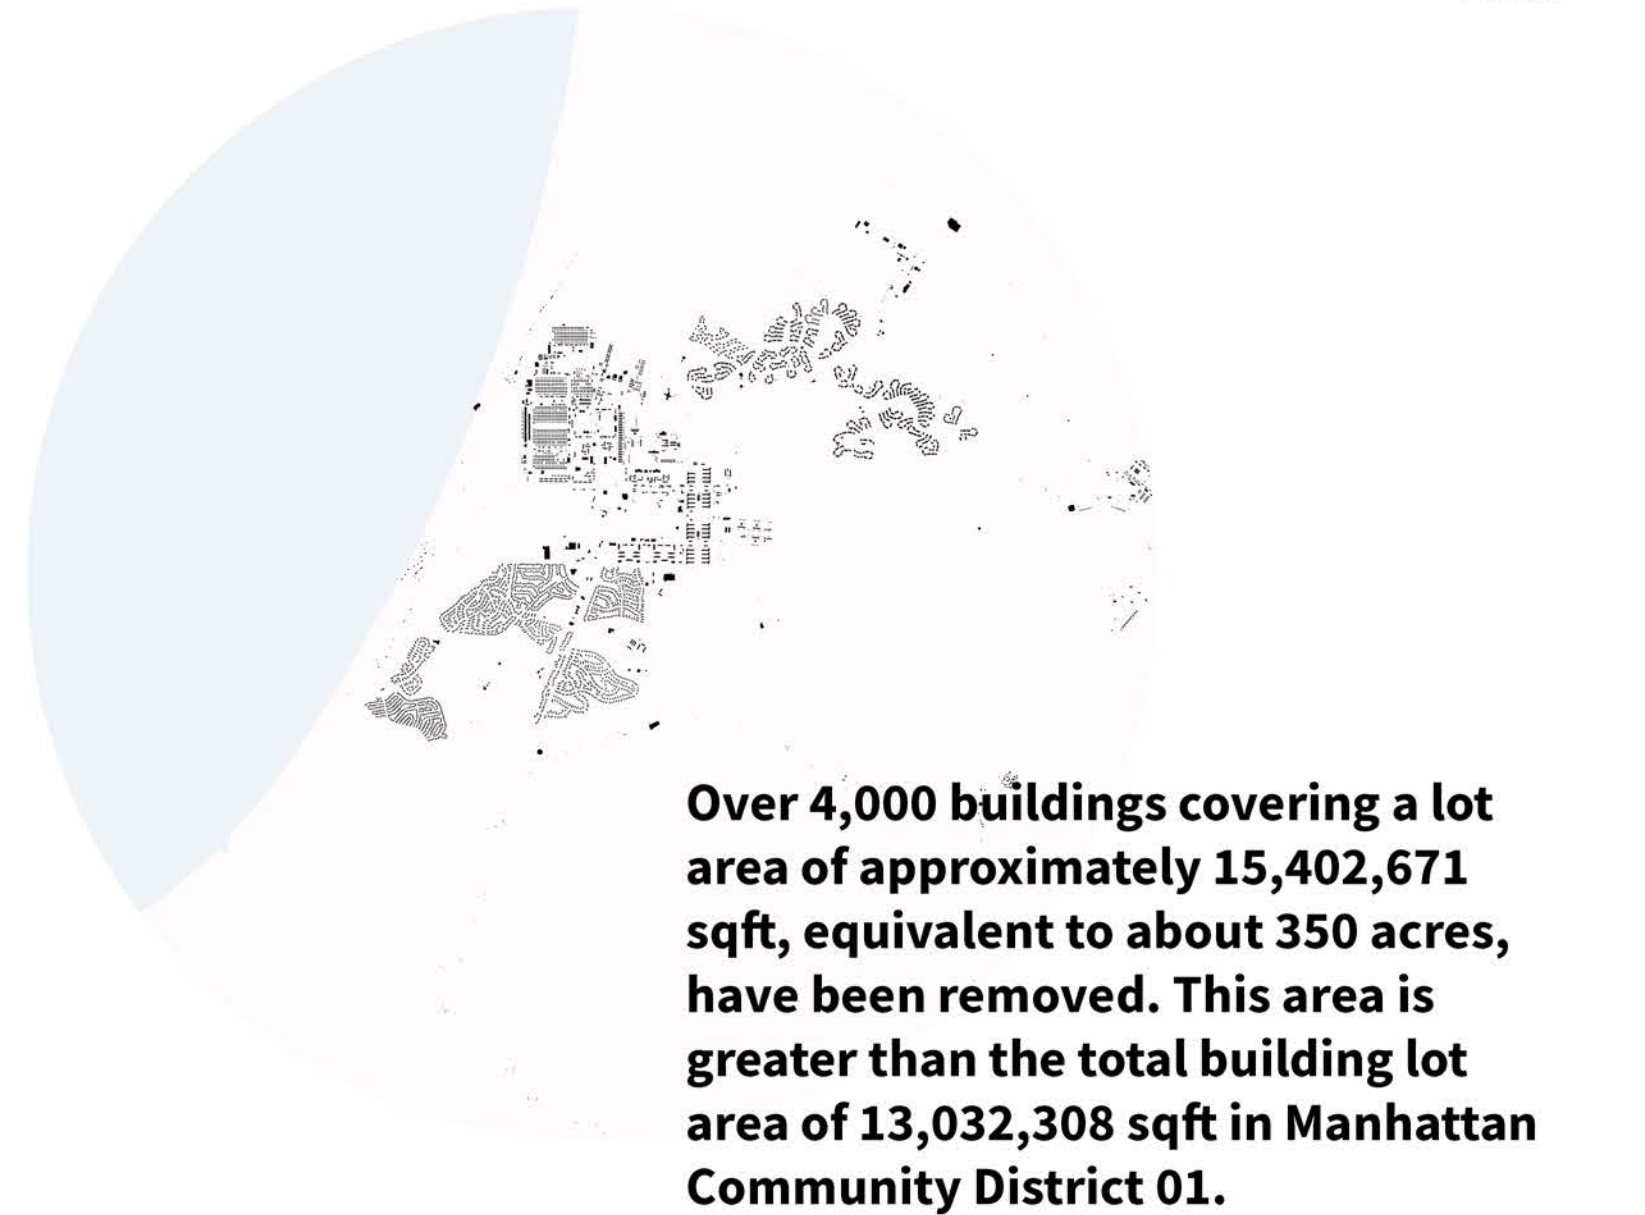 Over 4,000 buildings covering a lot
area of approximately 15,402,671
sqft, equivalent to about 350 acres,
have been removed. This area is
greater than the total building lot
area of 13,032,308 sqft in Manhattan
Community District 01.